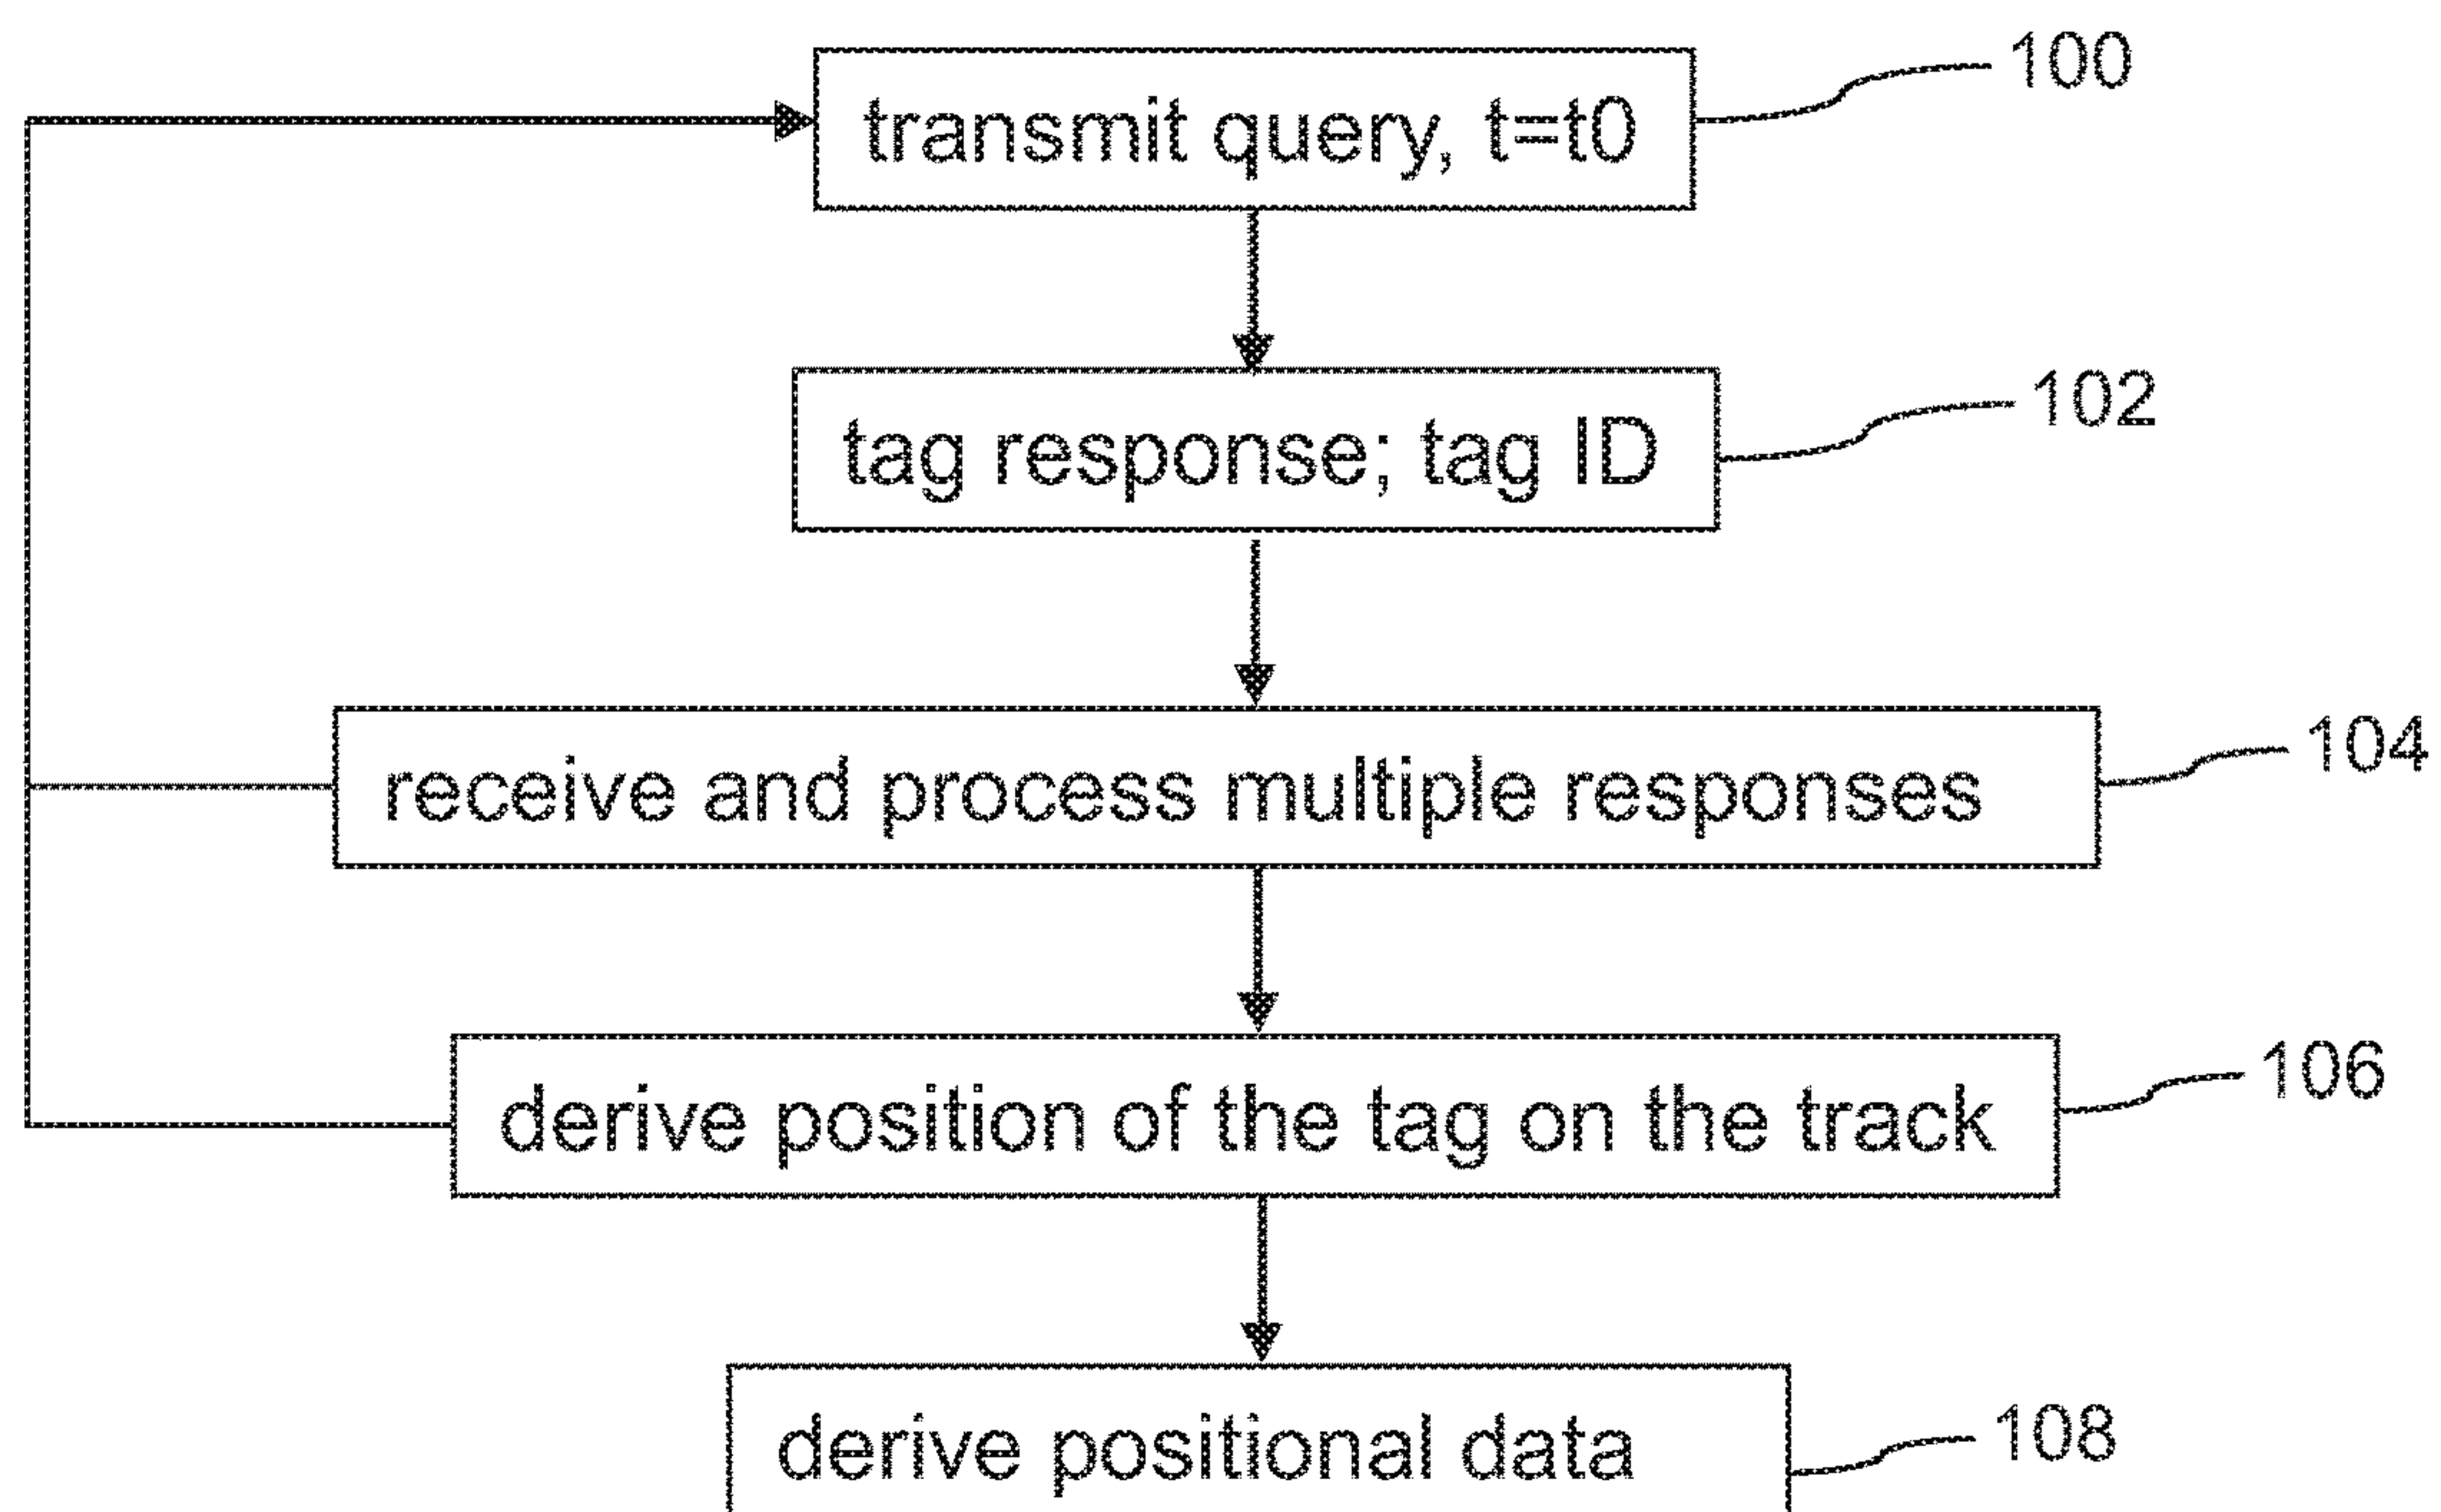 transmit query, t=t0
100
tag response; tag ID
102
receive and process multiple responses
104
derive position of the tag on the track
106
derive positional data
108